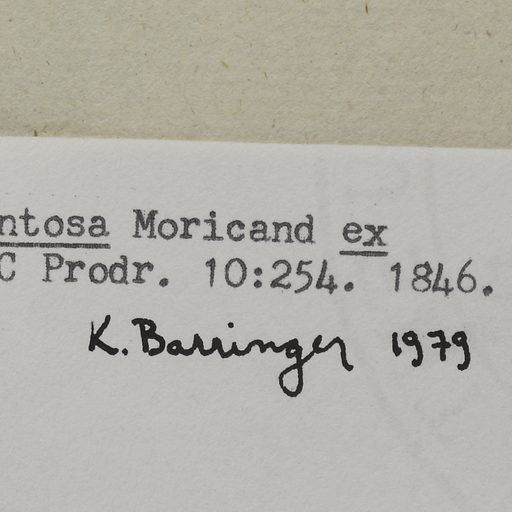 ntosa Moricand ex
C Prodr. 10:254. 1846.
K. Barringer 1979